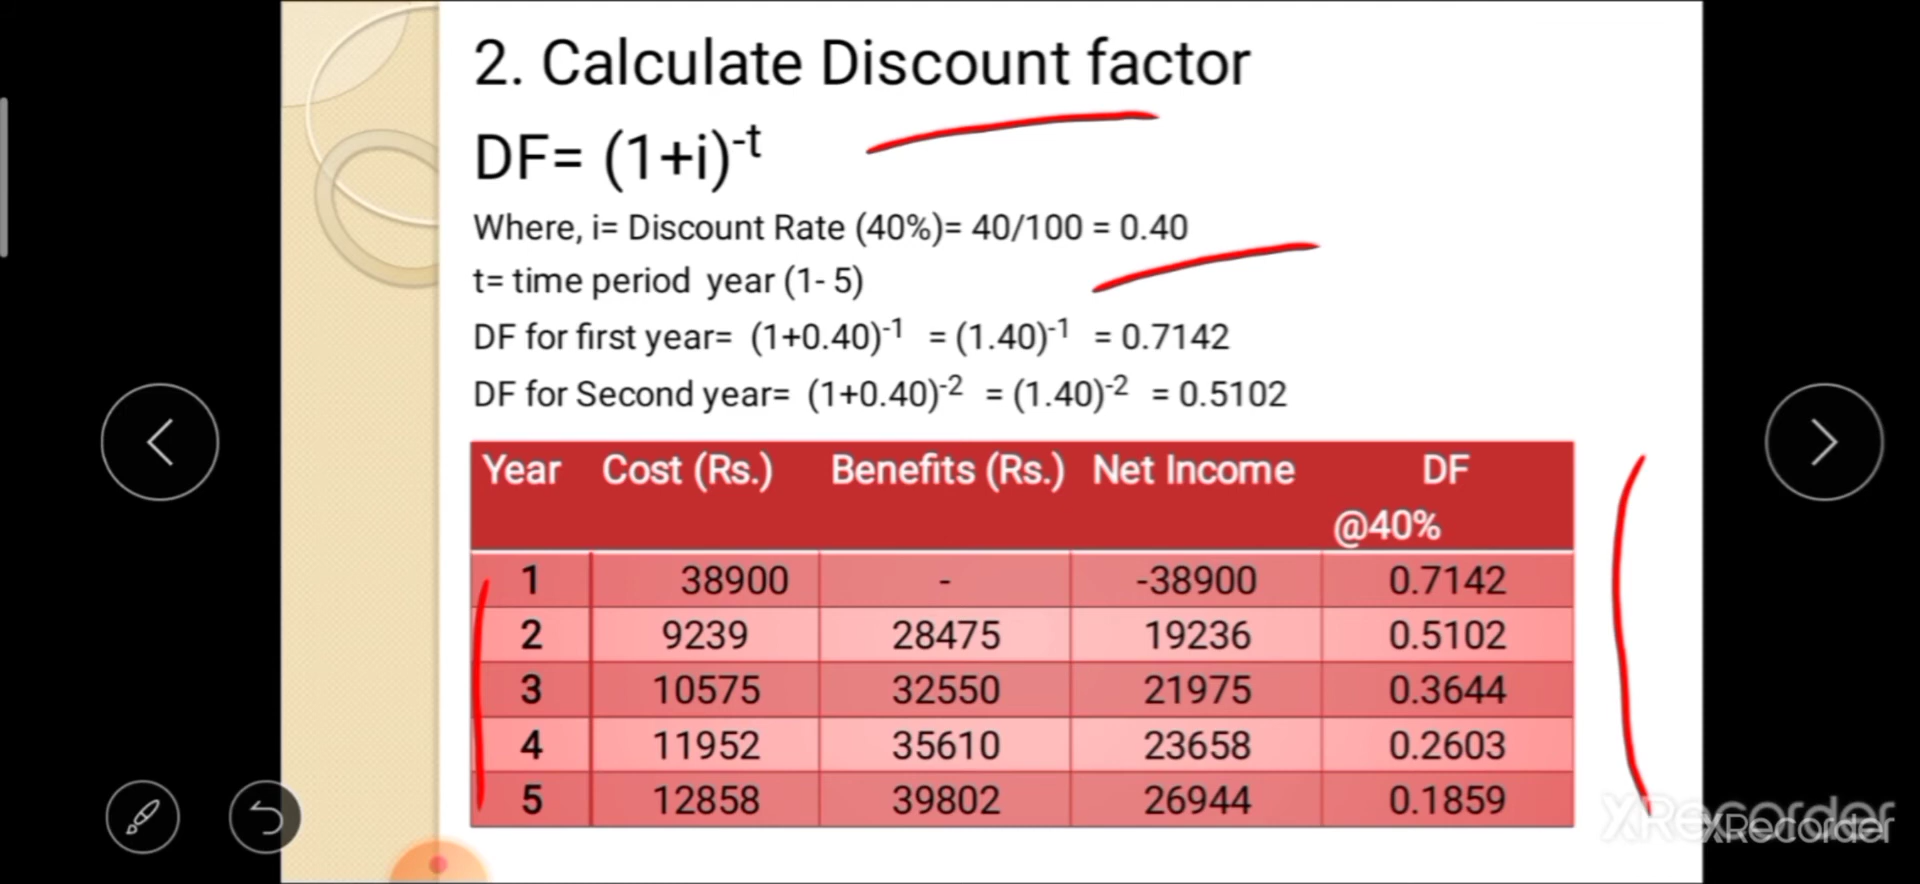 2. Calculate Discount factor
DF= (1+i)-t
Where, i= Discount Rate (40%)= 40/100 = 0.40
t= time period year (1- 5)
DF for first year= (1+0.40)-1 = (1.40)-1 = 0.7142
DF for Second year= (1+0.40)-2 = (1.40)-2 = 0.5102
Year Cost (Rs.) Benefits (Rs.) Net Income DF
@40%
1 38900 - -38900 0.7142
2 9239 28475 19236 0.5102
3 10575 32550 21975 0.3644
4 11952 35610 23658 0.2603
5 12858 39802 26944 0.1859
XRecorder
XRecorder